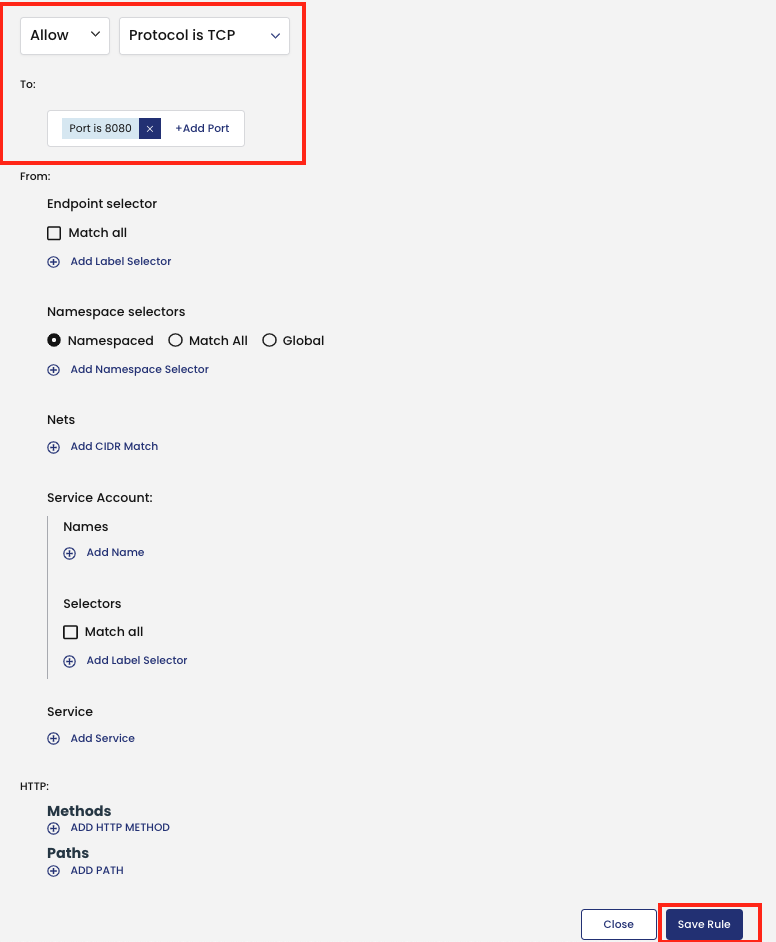 Allow Protocol is TCP
To:
Port is 8080 × +Add Port
From:
Endpoint selector
Match all
Add Label Selector
Namespace selectors
Namespaced Match All Global
Add Namespace Selector
Nets
Add CIDR Match
Service Account:
Names
Add Name
Selectors
Match all
Add Label Selector
Service
Add Service
HTTP:
Methods
ADD HTTP METHOD
Paths
ADD PATH
Close Save Rule